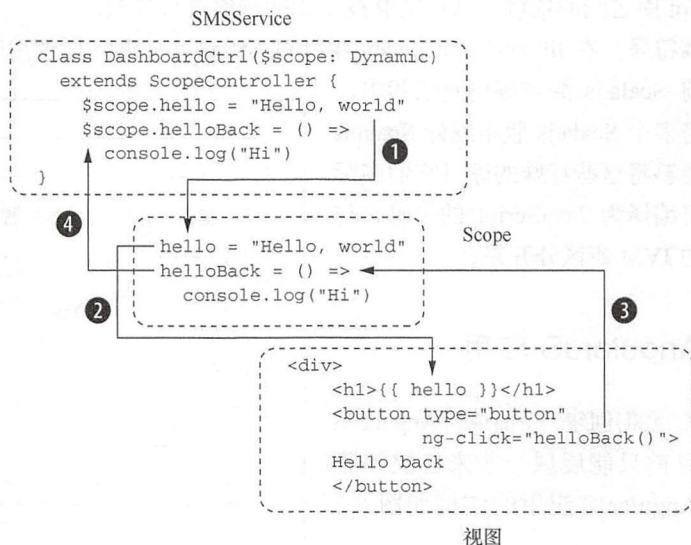 SMSService
class DashboardCtrl($scope: Dynamic)
extends ScopeController {
$scope.hello = "Hello, world"
$scope.helloBack = () =>
console.log("Hi")
}
1
4
Scope
hello = "Hello, world"
helloBack = () =>
console.log("Hi")
2
3
<div>
<h1>{{ hello }}</h1>
<button type="button"
ng-click="helloBack()">
Hello back
</button>
视图